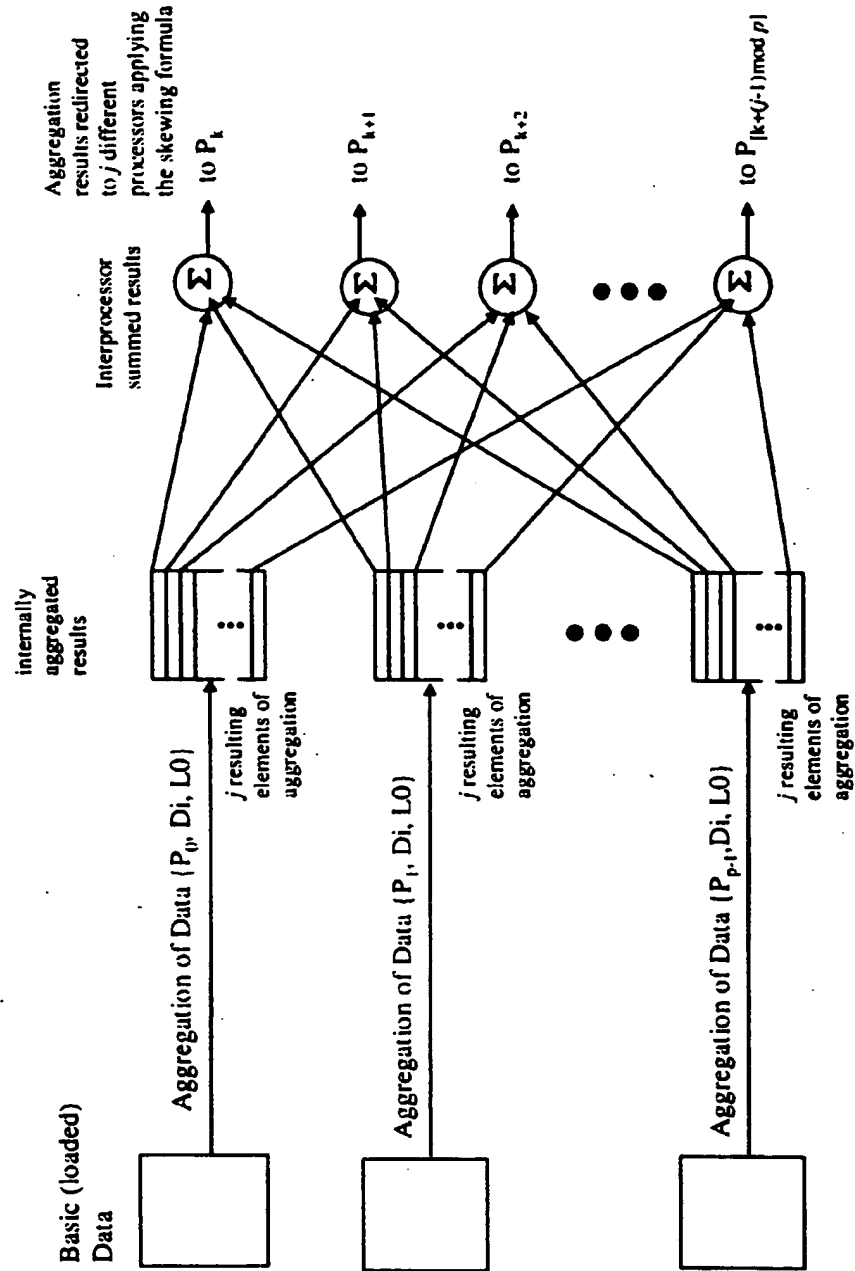 Basic (loaded)
Data
internally
aggregated
results
Interprocessor
summed results
Aggregation
results redirected
to j different
processors applying
the skewing formula
Aggregation of Data {P0, Di, L0}
j resulting
elements of
aggregation
Σ
to Pk
Aggregation of Data {P1, Di, L0}
j resulting
elements of
aggregation
Σ
to Pk+1
Σ
to Pk+2
Aggregation of Data {Pp-1, Di, L0}
j resulting
elements of
aggregation
Σ
to P[k+(j-1)mod p]